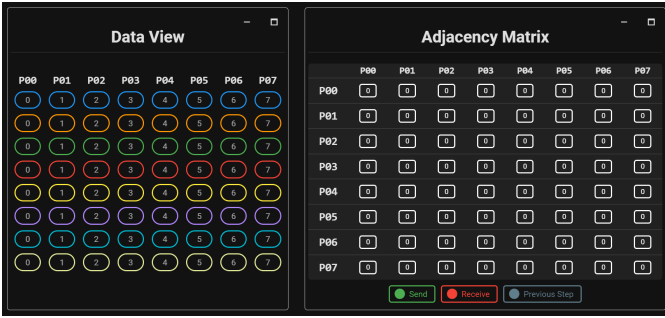 Data View
P00 P01 P02 P03 P04 P05 P06 P07
0 1 2 3 4 5 6 7
0 1 2 3 4 5 6 7
0 1 2 3 4 5 6 7
0 1 2 3 4 5 6 7
0 1 2 3 4 5 6 7
0 1 2 3 4 5 6 7
0 1 2 3 4 5 6 7
0 1 2 3 4 5 6 7
Adjacency Matrix
P00 P01 P02 P03 P04 P05 P06 P07
P00 0 0 0 0 0 0 0 0
P01 0 0 0 0 0 0 0 0
P02 0 0 0 0 0 0 0 0
P03 0 0 0 0 0 0 0 0
P04 0 0 0 0 0 0 0 0
P05 0 0 0 0 0 0 0 0
P06 0 0 0 0 0 0 0 0
P07 0 0 0 0 0 0 0 0
Send Receive Previous Step